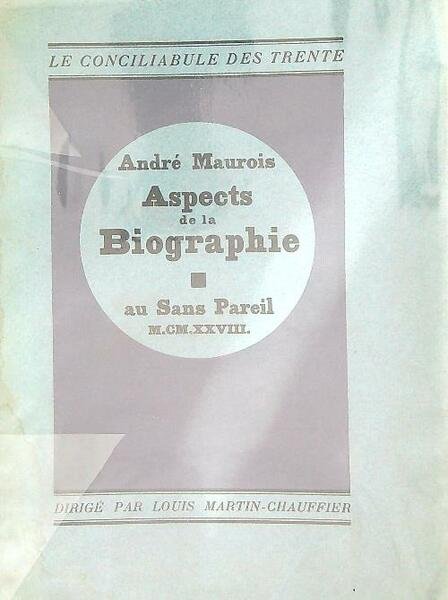 LE CONCILIABULE DES TRENTE
André Maurois
Aspects
de la
Biographie
au Sans Pareil
M.CM.XXVIII.
DIRIGÉ PAR LOUIS MARTIN-CHAUFFIER